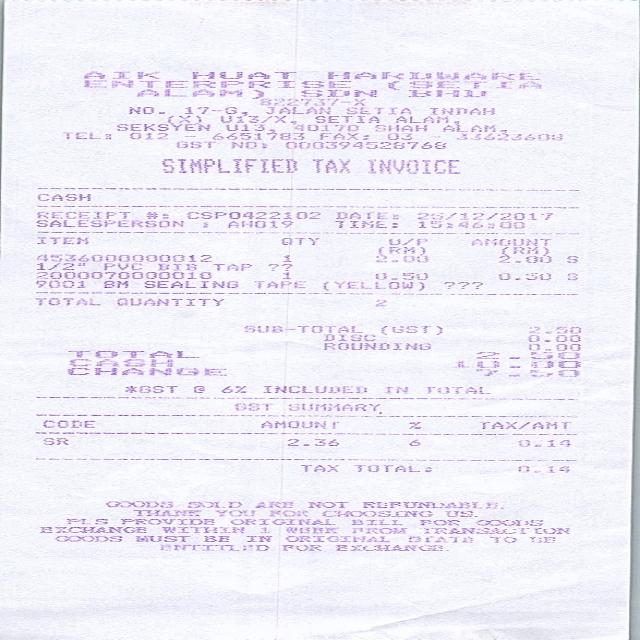 AIK HUAT HARDWARE
ENTERPRISE (SETIA
ALAM) SDN BHD
822737-X
NO. 17-G, JALAN SETIA INDAH
(X) U13/X, SETIA ALAM,
SEKSYEN U13, 40170 SHAH ALAM,
TEL: 012 - 6651783 FAX: 03 - 33623608
GST NO: 000394528768
SIMPLIFIED TAX INVOICE
CASH
RECEIPT #: CSP0422102 DATE: 25/12/2017
SALESPERSON : AH019 TIME: 15:46:00
ITEM QTY U/P AMOUNT
(RM) (RM)
4536000000012 1 2.00 2.00 S
1/2" PVC BIB TAP ??
2000070000010 1 0.50 0.50 S
9001 8M SEALING TAPE (YELLOW) ???
TOTAL QUANTITY 2
SUB-TOTAL (GST) 2.50
DISC 0.00
ROUNDING 0.00
TOTAL 2.50
CASH 10.00
CHANGE 7.50
*GST @ 6% INCLUDED IN TOTAL
GST SUMMARY
CODE AMOUNT % TAX/AMT
SR 2.36 6 0.14
TAX TOTAL: 0.14
GOODS SOLD ARE NOT REFUNDABLE,
THANK YOU FOR CHOOSING US.
PLS PROVIDE ORIGINAL BILL FOR GOODS
EXCHANGE WITHIN 1 WEEK FROM TRANSACTION
GOODS MUST BE IN ORIGINAL STATE TO BE
ENTITLED FOR EXCHANGE.